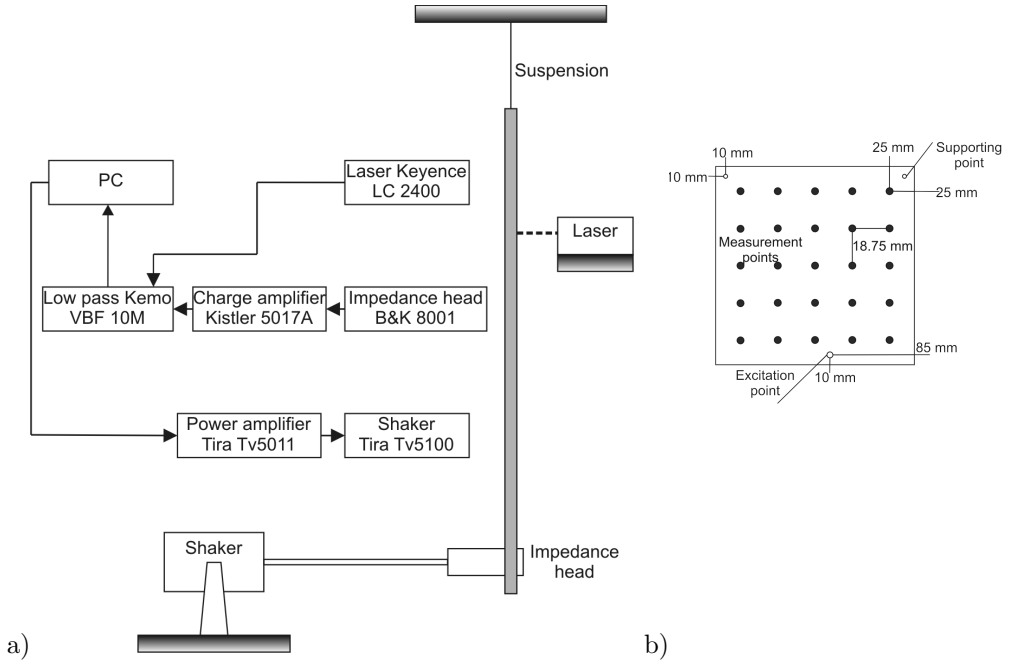 Suspension
PC
Laser Keyence
LC 2400
Laser
Low pass Kemo
VBF 10M
Charge amplifier
Kistler 5017A
Impedance head
B&K 8001
Power amplifier
Tira Tv5011
Shaker
Tira Tv5100
Shaker
Impedance
head
a)
10 mm
10 mm
25 mm
Supporting
point
25 mm
Measurement
points
18.75 mm
85 mm
Excitation
point
10 mm
b)